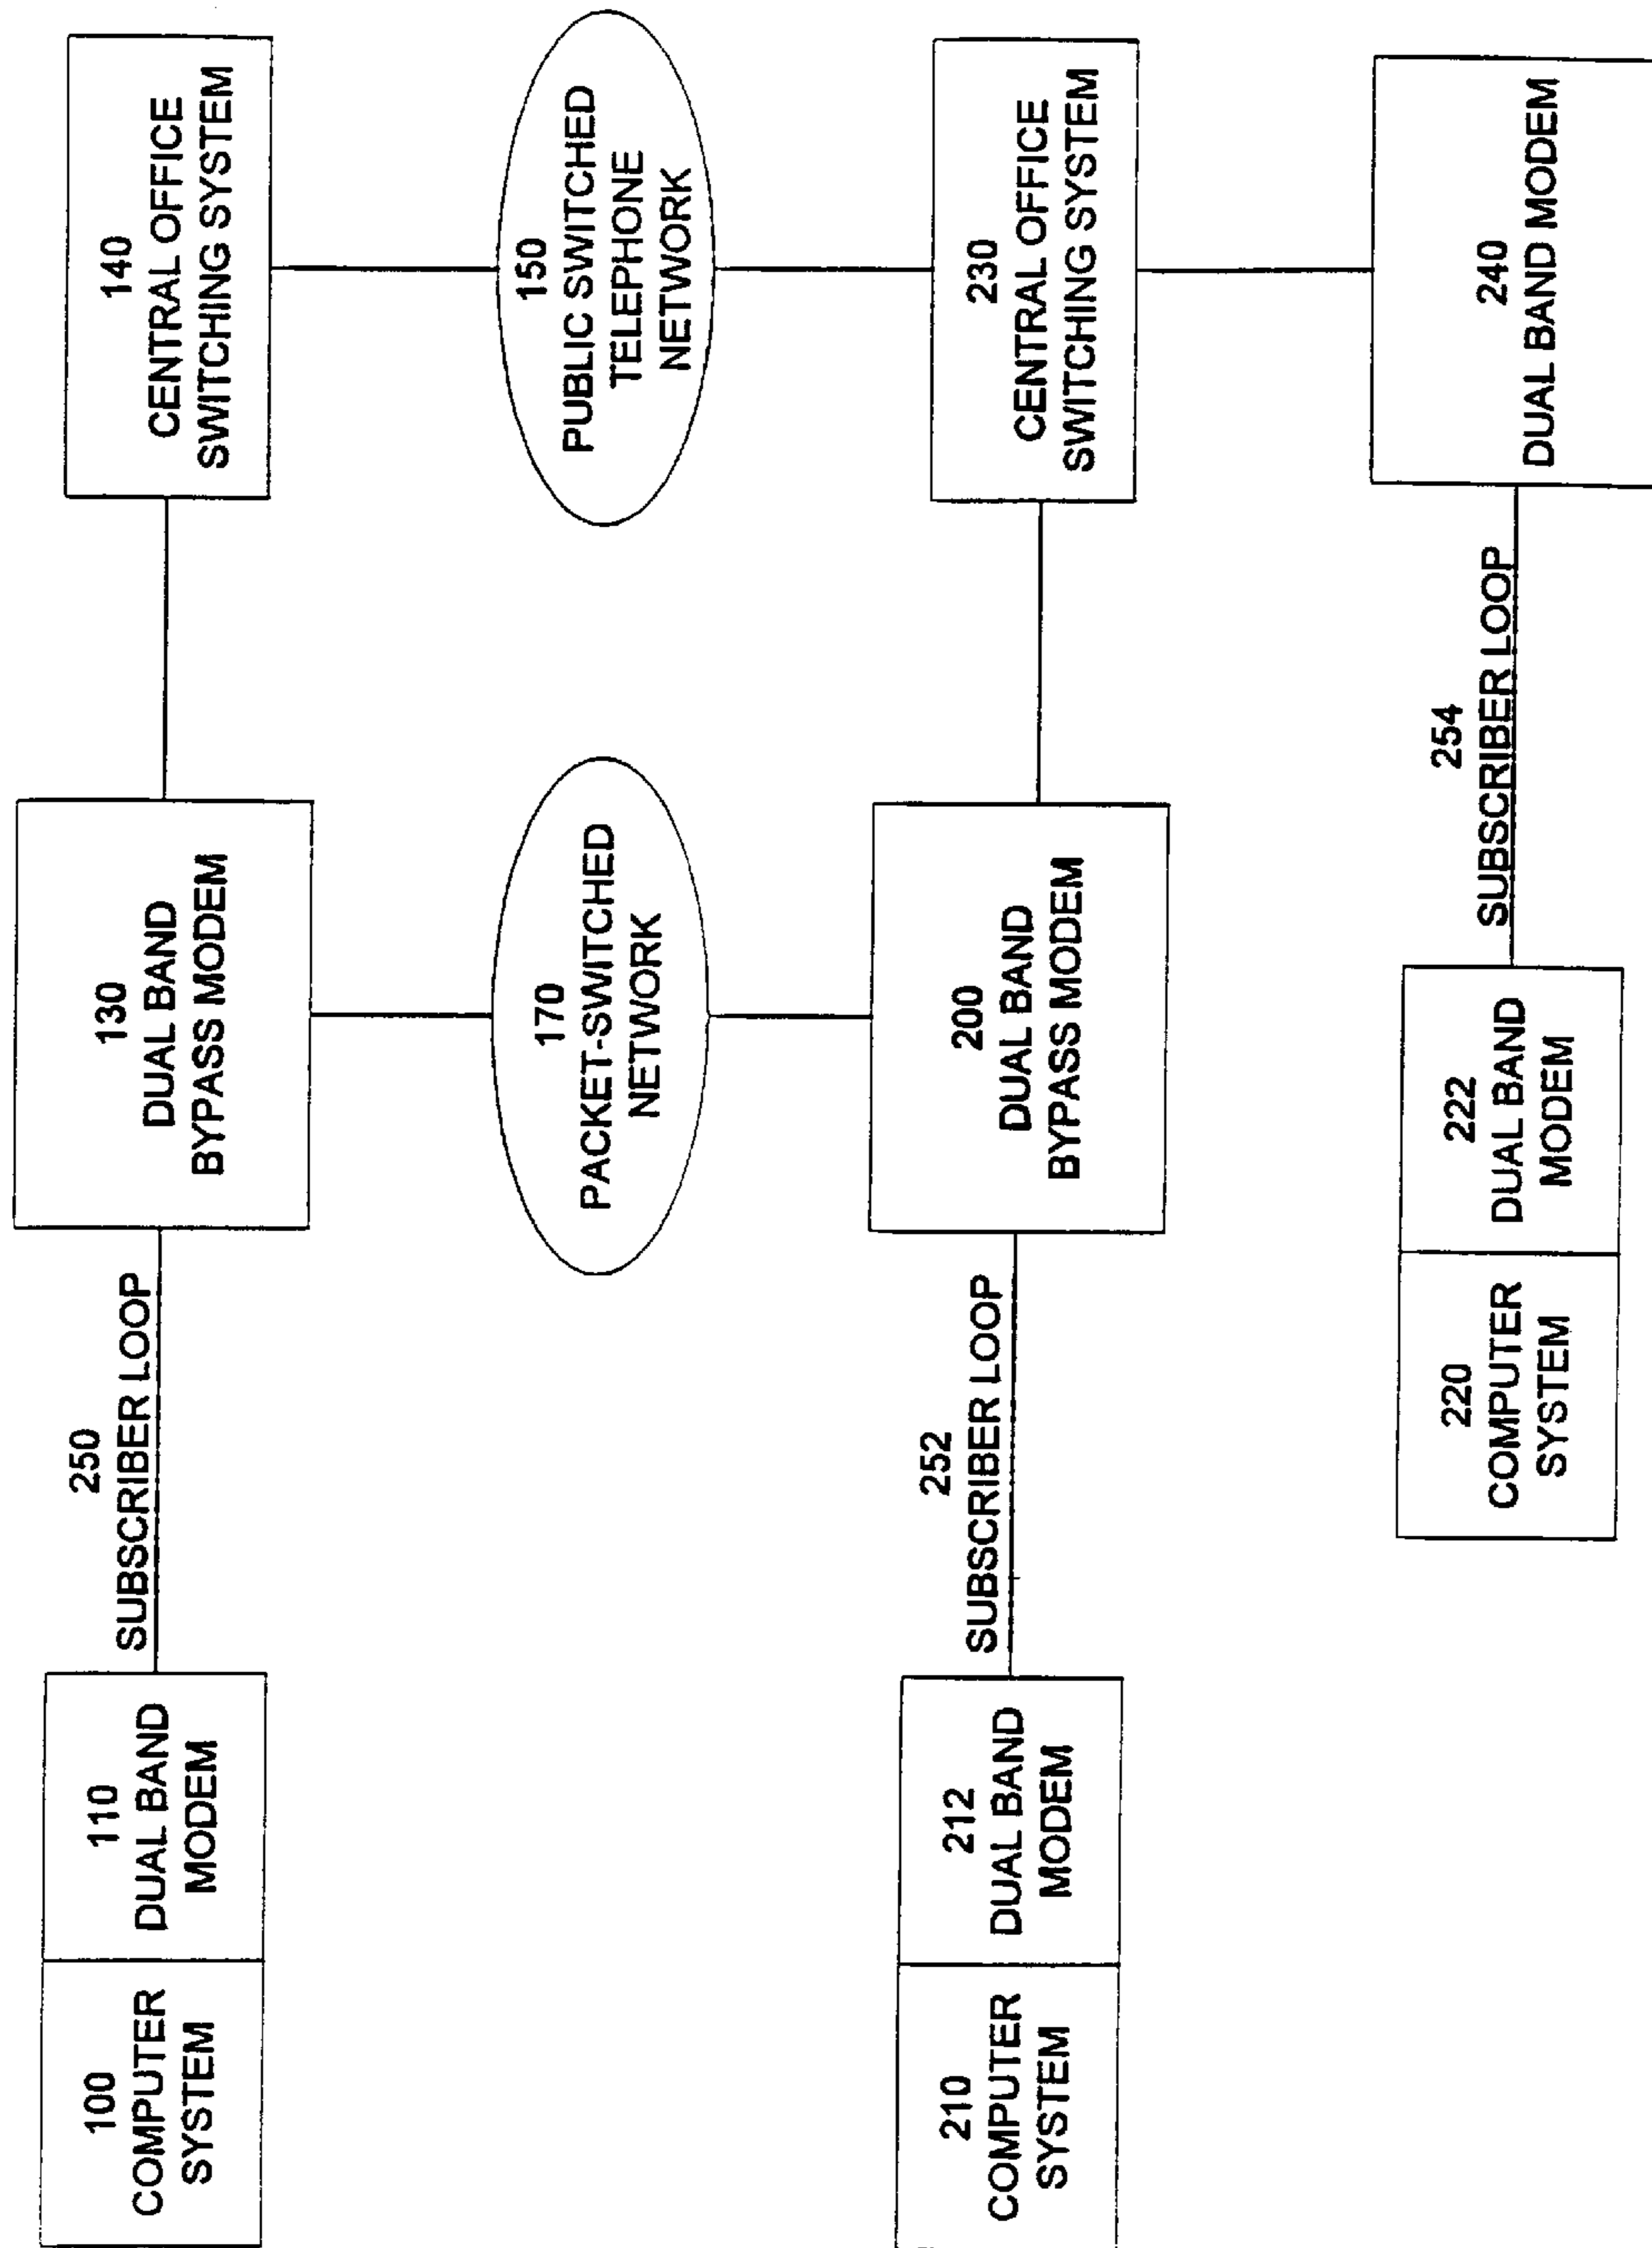 100
COMPUTER
SYSTEM
110
DUAL BAND
MODEM
250
SUBSCRIBER LOOP
130
DUAL BAND
BYPASS MODEM
140
CENTRAL OFFICE
SWITCHING SYSTEM
170
PACKET-SWITCHED
NETWORK
150
PUBLIC SWITCHED
TELEPHONE
NETWORK
210
COMPUTER
SYSTEM
212
DUAL BAND
MODEM
252
SUBSCRIBER LOOP
200
DUAL BAND
BYPASS MODEM
230
CENTRAL OFFICE
SWITCHING SYSTEM
220
COMPUTER
SYSTEM
222
DUAL BAND
MODEM
254
SUBSCRIBER LOOP
240
DUAL BAND MODEM